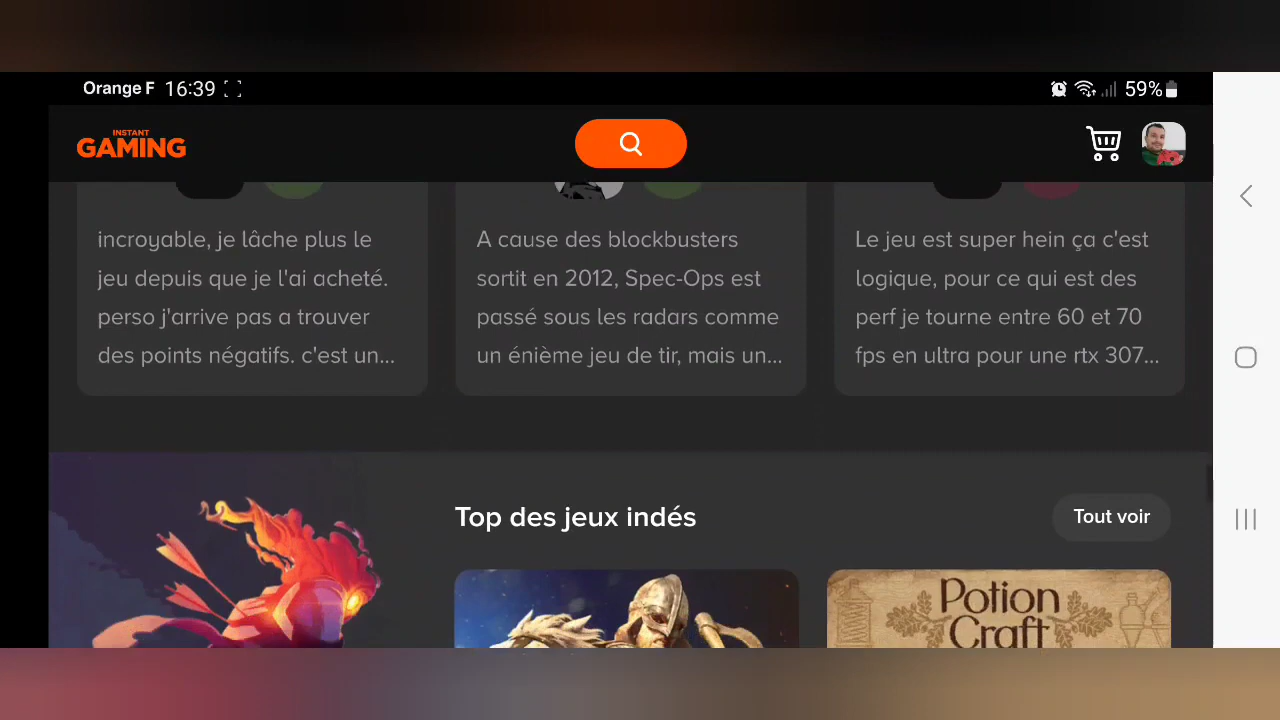 Orange F 16:39
59%
INSTANT
GAMING
incroyable, je lâche plus le
jeu depuis que je l'ai acheté.
perso j'arrive pas a trouver
des points négatifs. c'est un...
A cause des blockbusters
sortit en 2012, Spec-Ops est
passé sous les radars comme
un énième jeu de tir, mais un...
Le jeu est super hein ça c'est
logique, pour ce qui est des
perf je tourne entre 60 et 70
fps en ultra pour une rtx 307...
Top des jeux indés
Tout voir
Potion
Craft